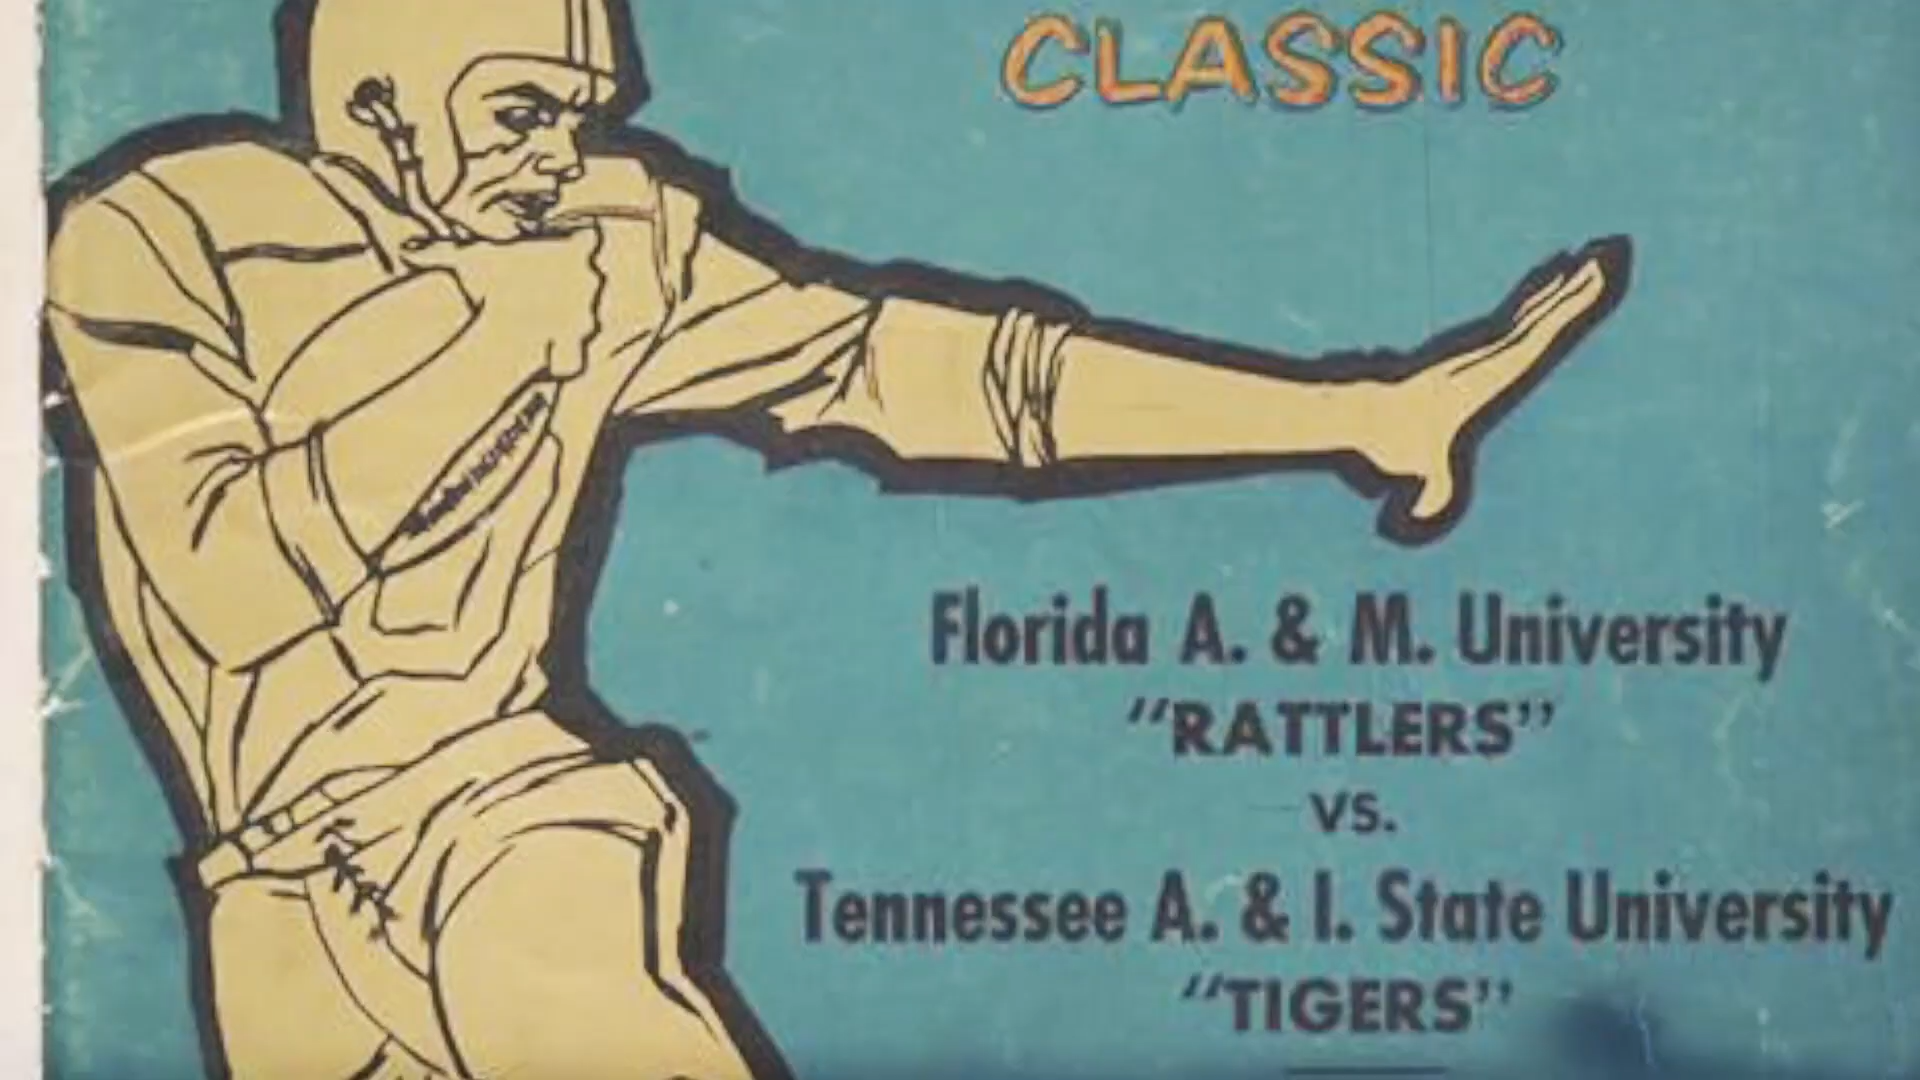 CLASSIC
Florida A. & M. University
“RATTLERS”
VS.
Tennessee A. & I. State University
“TIGERS”